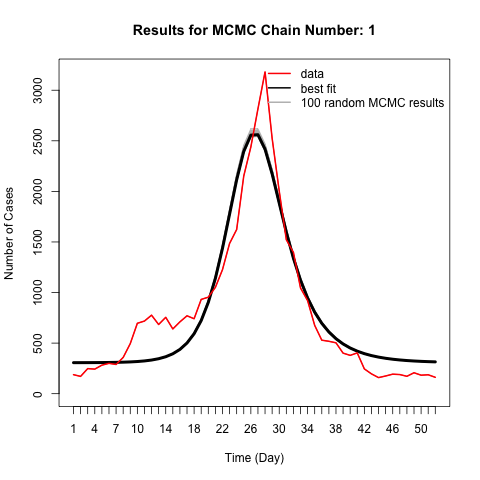 Results for MCMC Chain Number: 1
data
best fit
100 random MCMC results
Number of Cases
0 500 1000 1500 2000 2500 3000
1 4 7 10 14 18 22 26 30 34 38 42 46 50
Time (Day)